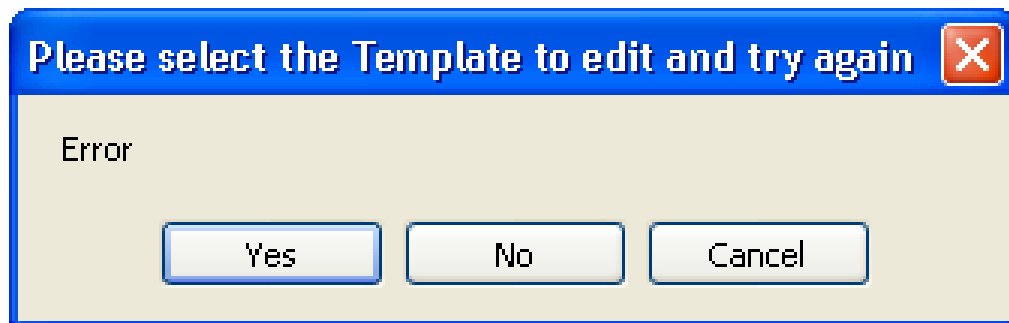 Please select the Template to edit and try again
Error
Yes No Cancel